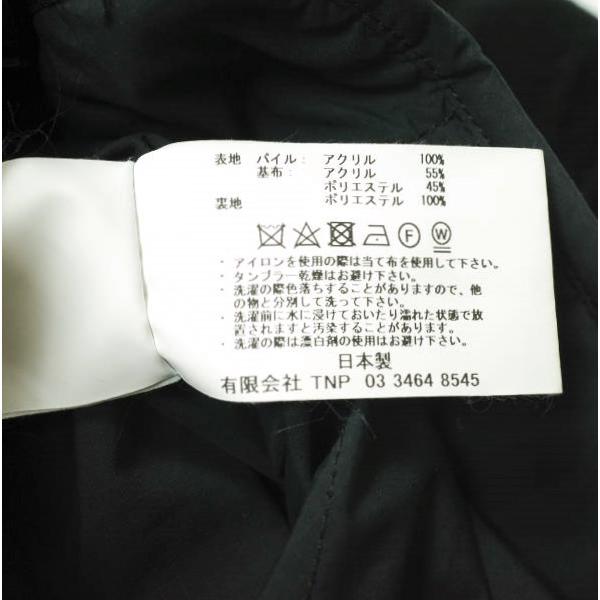 表地 パイル： アクリル 100%
基布： アクリル 55%
ポリエステル 45%
裏地 ポリエステル 100%
F W
・アイロンを使用の際は当て布を使用して下さい。
・タンブラー乾燥はお避け下さい。
・洗濯の際色落ちすることがありますので、他
の物と分別して洗って下さい。
・洗濯前に水に浸けておいたり濡れた状態で放
置されますと汚染することがあります。
・洗濯の際は漂白剤の使用はお避け下さい。
日本製
有限会社 TNP 03 3464 8545